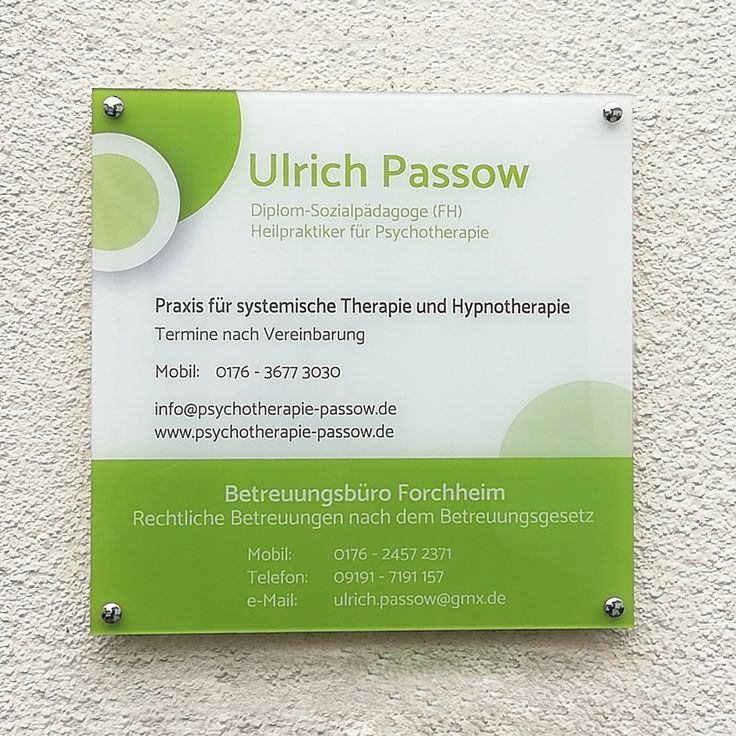 Ulrich Passow
Diplom-Sozialpädagoge (FH)
Heilpraktiker für Psychotherapie
Praxis für systemische Therapie und Hypnotherapie
Termine nach Vereinbarung
Mobil: 0176 - 3677 3030
info@psychotherapie-passow.de
www.psychotherapie-passow.de
Betreuungsbüro Forchheim
Rechtliche Betreuungen nach dem Betreuungsgesetz
Mobil: 0176 - 2457 2371
Telefon: 09191 - 7191 157
e-Mail: ulrich.passow@gmx.de